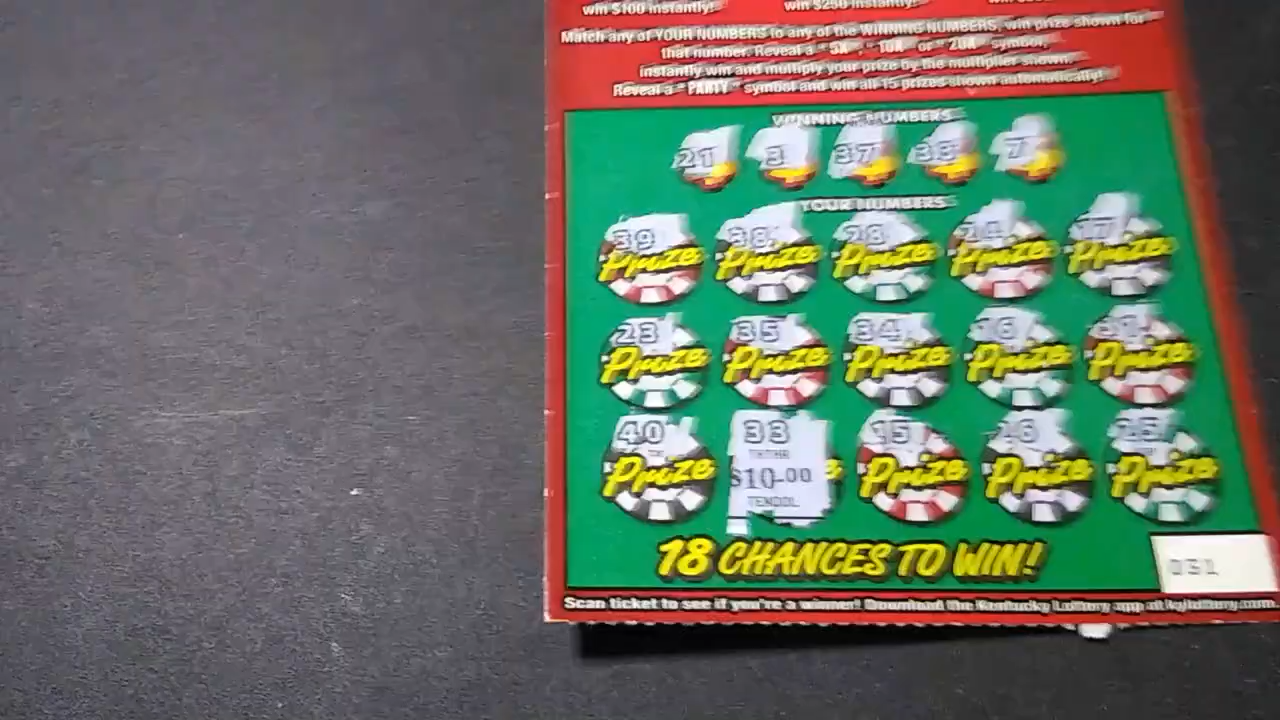 win $100 instantly! win $250 instantly!
Match any of YOUR NUMBERS to any of the WINNING NUMBERS, win prize shown for
that number. Reveal a "5X", "10X" or "20X" symbol,
instantly win and multiply your prize by the multiplier shown.
Reveal a "PARTY" symbol and win all 15 prizes shown automatically!
WINNING NUMBERS
21 3 37 33 7
YOUR NUMBERS
39 38 28 24 17
Prize Prize Prize Prize Prize
23 35 34 16 31
Prize Prize Prize Prize Prize
40 33 15 26 25
Prize $10.00 Prize Prize Prize
TENDOL
18 CHANCES TO WIN!
031
Scan ticket to see if you're a winner! Download the Kentucky Lottery app at kylottery.com